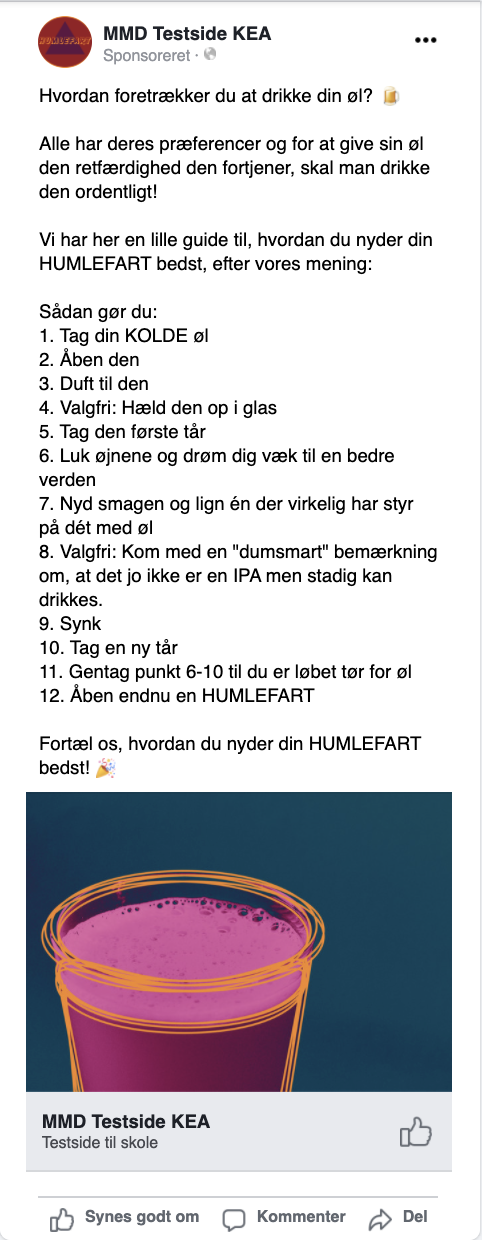 HUMLEFART
MMD Testside KEA
Sponsoreret ·
Hvordan foretrækker du at drikke din øl? 🍺
Alle har deres præferencer og for at give sin øl
den retfærdighed den fortjener, skal man drikke
den ordentligt!
Vi har her en lille guide til, hvordan du nyder din
HUMLEFART bedst, efter vores mening:
Sådan gør du:
1. Tag din KOLDE øl
2. Åben den
3. Duft til den
4. Valgfri: Hæld den op i glas
5. Tag den første tår
6. Luk øjnene og drøm dig væk til en bedre
verden
7. Nyd smagen og lign én der virkelig har styr
på dét med øl
8. Valgfri: Kom med en "dumsmart" bemærkning
om, at det jo ikke er en IPA men stadig kan
drikkes.
9. Synk
10. Tag en ny tår
11. Gentag punkt 6-10 til du er løbet tør for øl
12. Åben endnu en HUMLEFART
Fortæl os, hvordan du nyder din HUMLEFART
bedst! 🎉
MMD Testside KEA
Testside til skole
Synes godt om Kommenter Del